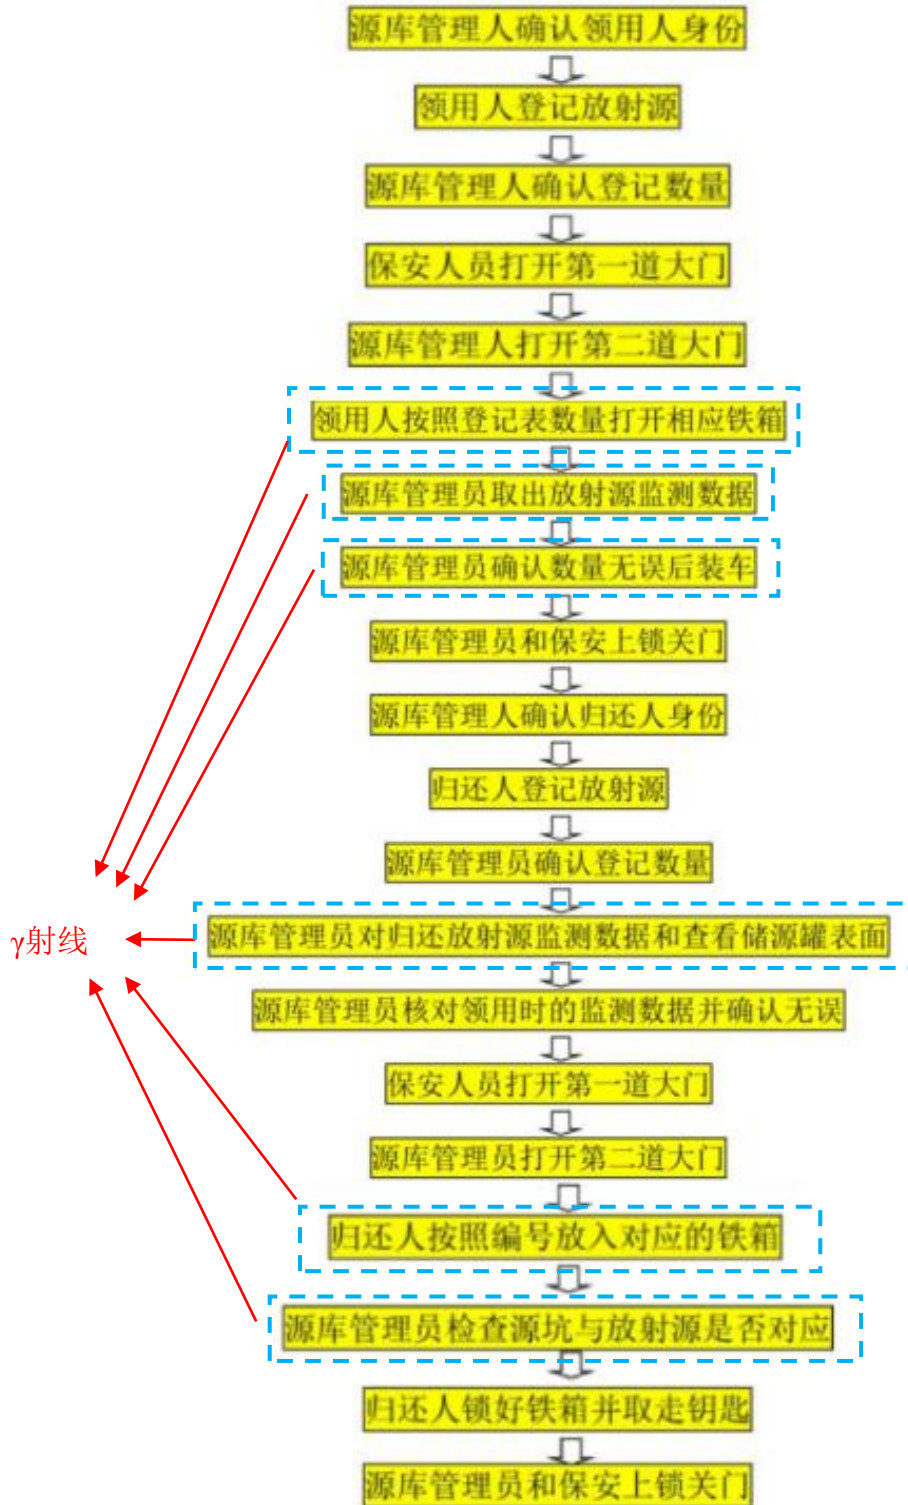 源库管理人确认领用人身份
领用人登记放射源
源库管理人确认登记数量
保安人员打开第一道大门
源库管理人打开第二道大门
领用人按照登记表数量打开相应铁箱
源库管理员取出放射源监测数据
源库管理员确认数量无误后装车
源库管理员和保安上锁关门
源库管理人确认归还人身份
归还人登记放射源
源库管理员确认登记数量
γ射线
源库管理员对归还放射源监测数据和查看储源罐表面
源库管理员核对领用时的监测数据并确认无误
保安人员打开第一道大门
源库管理员打开第二道大门
归还人按照编号放入对应的铁箱
源库管理员检查源坑与放射源是否对应
归还人锁好铁箱并取走钥匙
源库管理员和保安上锁关门